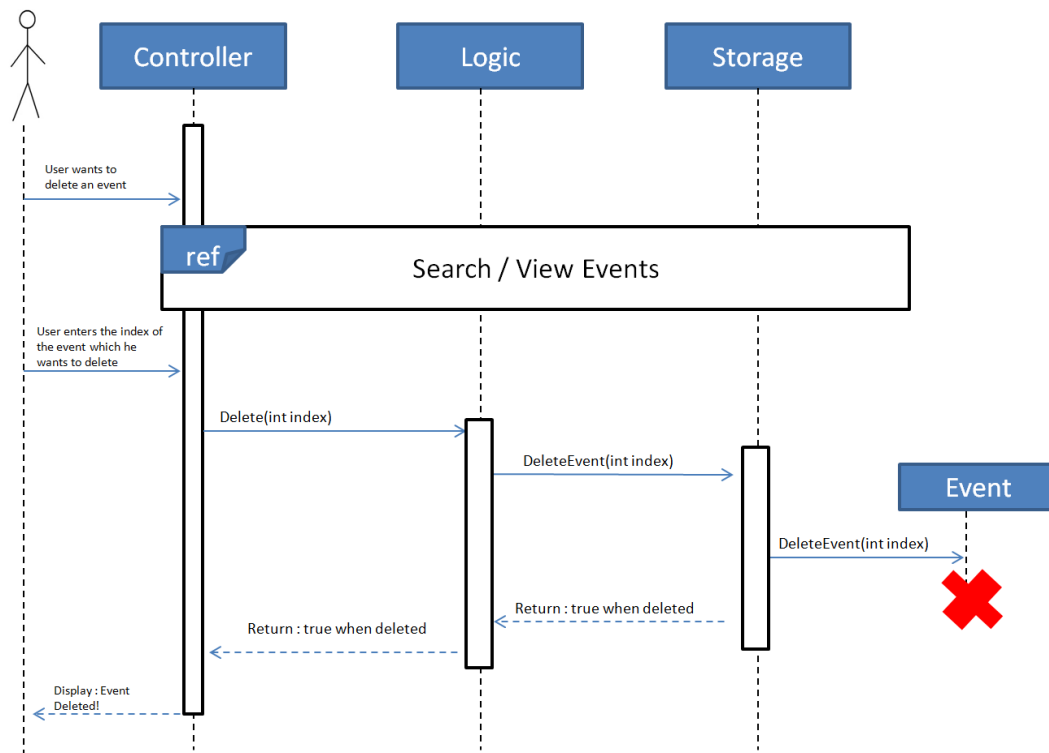 Controller
Logic
Storage
User wants to
delete an event
ref
Search / View Events
User enters the index of
the event which he
wants to delete
Delete(int index)
DeleteEvent(int index)
Event
DeleteEvent(int index)
Return : true when deleted
Return : true when deleted
Display : Event
Deleted!